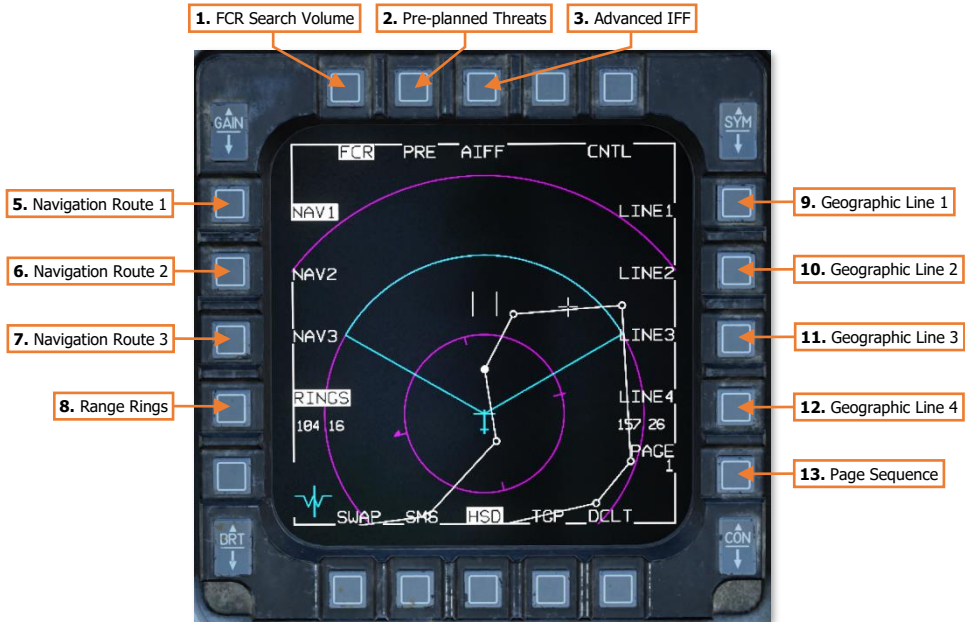 1. FCR Search Volume
2. Pre-planned Threats
3. Advanced IFF
GAIN
SYM
FCR PRE AIFF CNTL
5. Navigation Route 1
NAV1
LINE1
9. Geographic Line 1
6. Navigation Route 2
NAV2
LINE2
10. Geographic Line 2
7. Navigation Route 3
NAV3
LINE3
11. Geographic Line 3
8. Range Rings
RINGS
LINE4
12. Geographic Line 4
104 16
157 26
PAGE
1
13. Page Sequence
SWAP SMS HSD TGP DCLT
BRT
CON